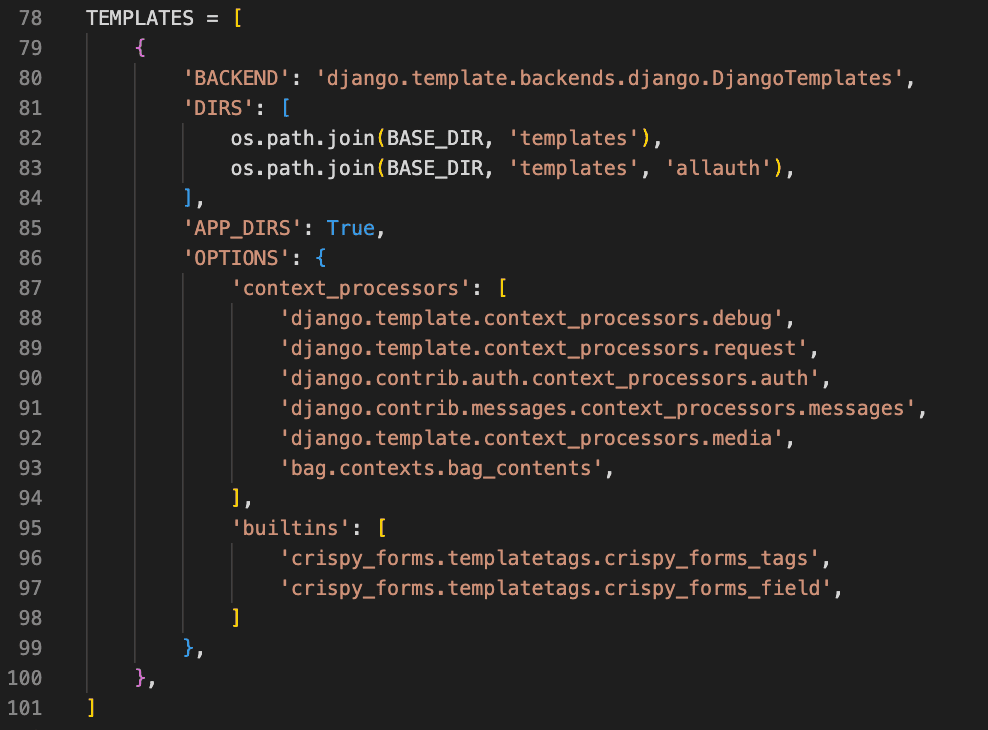 78 TEMPLATES = [
79     {
80         'BACKEND': 'django.template.backends.django.DjangoTemplates',
81         'DIRS': [
82             os.path.join(BASE_DIR, 'templates'),
83             os.path.join(BASE_DIR, 'templates', 'allauth'),
84         ],
85         'APP_DIRS': True,
86         'OPTIONS': {
87             'context_processors': [
88                 'django.template.context_processors.debug',
89                 'django.template.context_processors.request',
90                 'django.contrib.auth.context_processors.auth',
91                 'django.contrib.messages.context_processors.messages',
92                 'django.template.context_processors.media',
93                 'bag.contexts.bag_contents',
94             ],
95             'builtins': [
96                 'crispy_forms.templatetags.crispy_forms_tags',
97                 'crispy_forms.templatetags.crispy_forms_field',
98             ]
99         },
100     },
101 ]